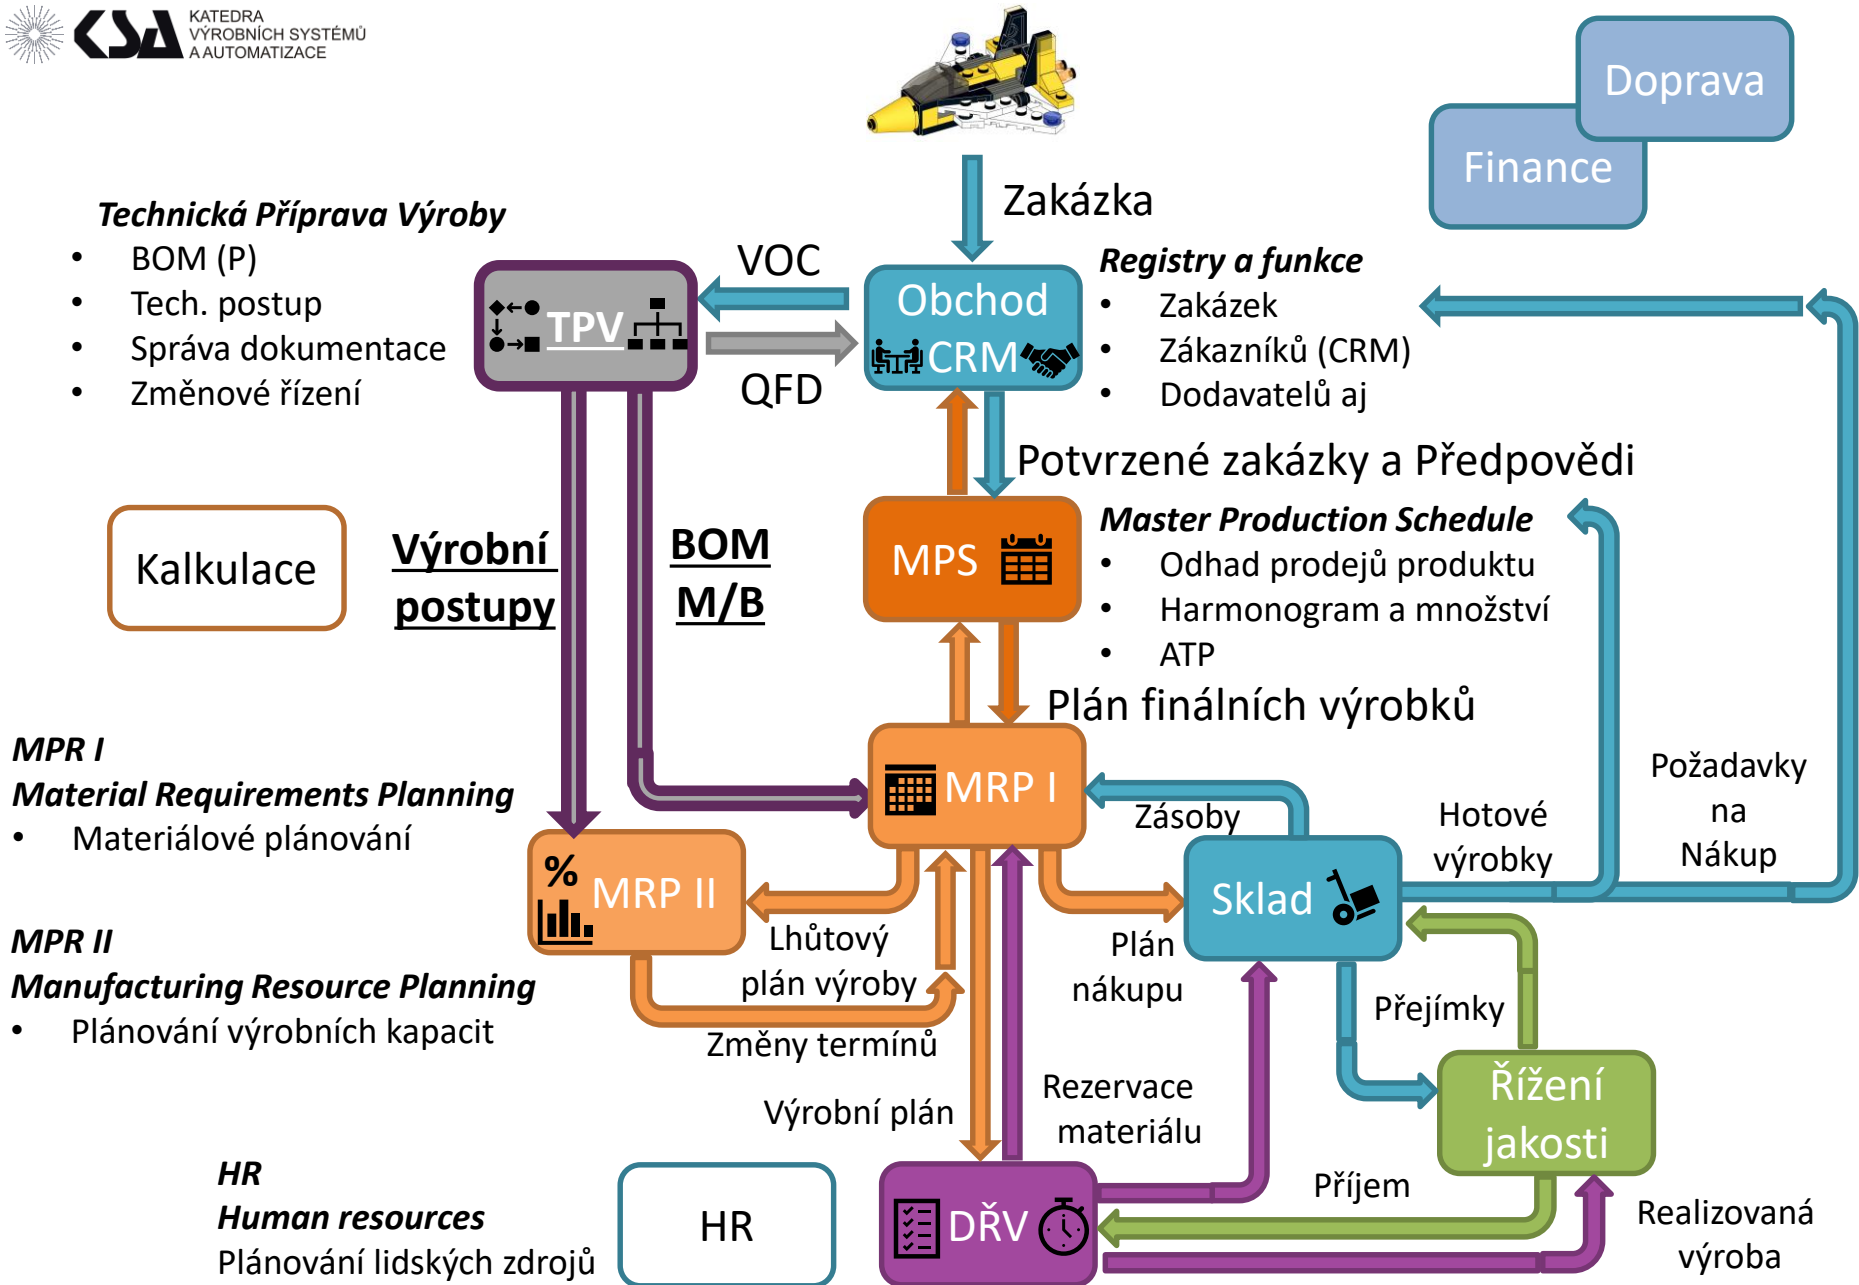 KATEDRA
VÝROBNÍCH SYSTÉMŮ
A AUTOMATIZACE
KSA
Doprava
Finance
Zakázka
Technická Příprava Výroby
• BOM (P)
• Tech. postup
• Správa dokumentace
• Změnové řízení
VOC
TPV
QFD
Obchod
CRM
Registry a funkce
• Zakázek
• Zákazníků (CRM)
• Dodavatelů aj
Potvrzené zakázky a Předpovědi
Kalkulace
Výrobní
postupy
BOM
M/B
MPS
Master Production Schedule
• Odhad prodejů produktu
• Harmonogram a množství
• ATP
Plán finálních výrobků
MPR I
Material Requirements Planning
• Materiálové plánování
MRP I
Zásoby
Hotové
výrobky
Požadavky
na
Nákup
% MRP II
Sklad
MPR II
Manufacturing Resource Planning
• Plánování výrobních kapacit
Lhůtový
plán výroby
Plán
nákupu
Změny termínů
Přejímky
Výrobní plán
Rezervace
materiálu
Řížení
jakosti
HR
Human resources
Plánování lidských zdrojů
HR
DŘV
Příjem
Realizovaná
výroba